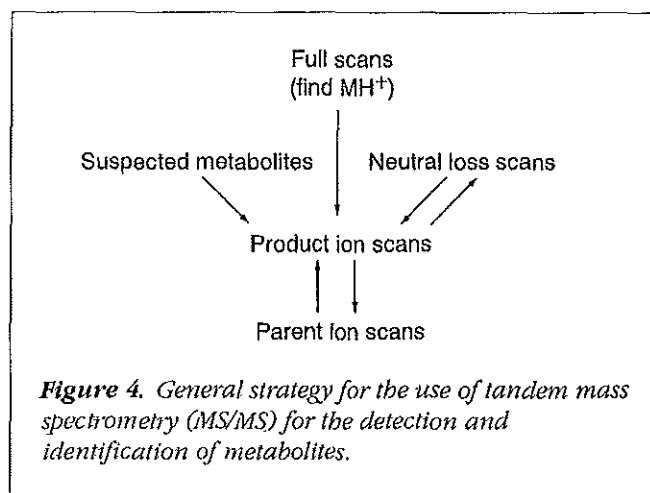 Full scans
(find MH+)
Suspected metabolites
Neutral loss scans
Product ion scans
Parent ion scans
Figure 4. General strategy for the use of tandem mass
spectrometry (MS/MS) for the detection and
identification of metabolites.